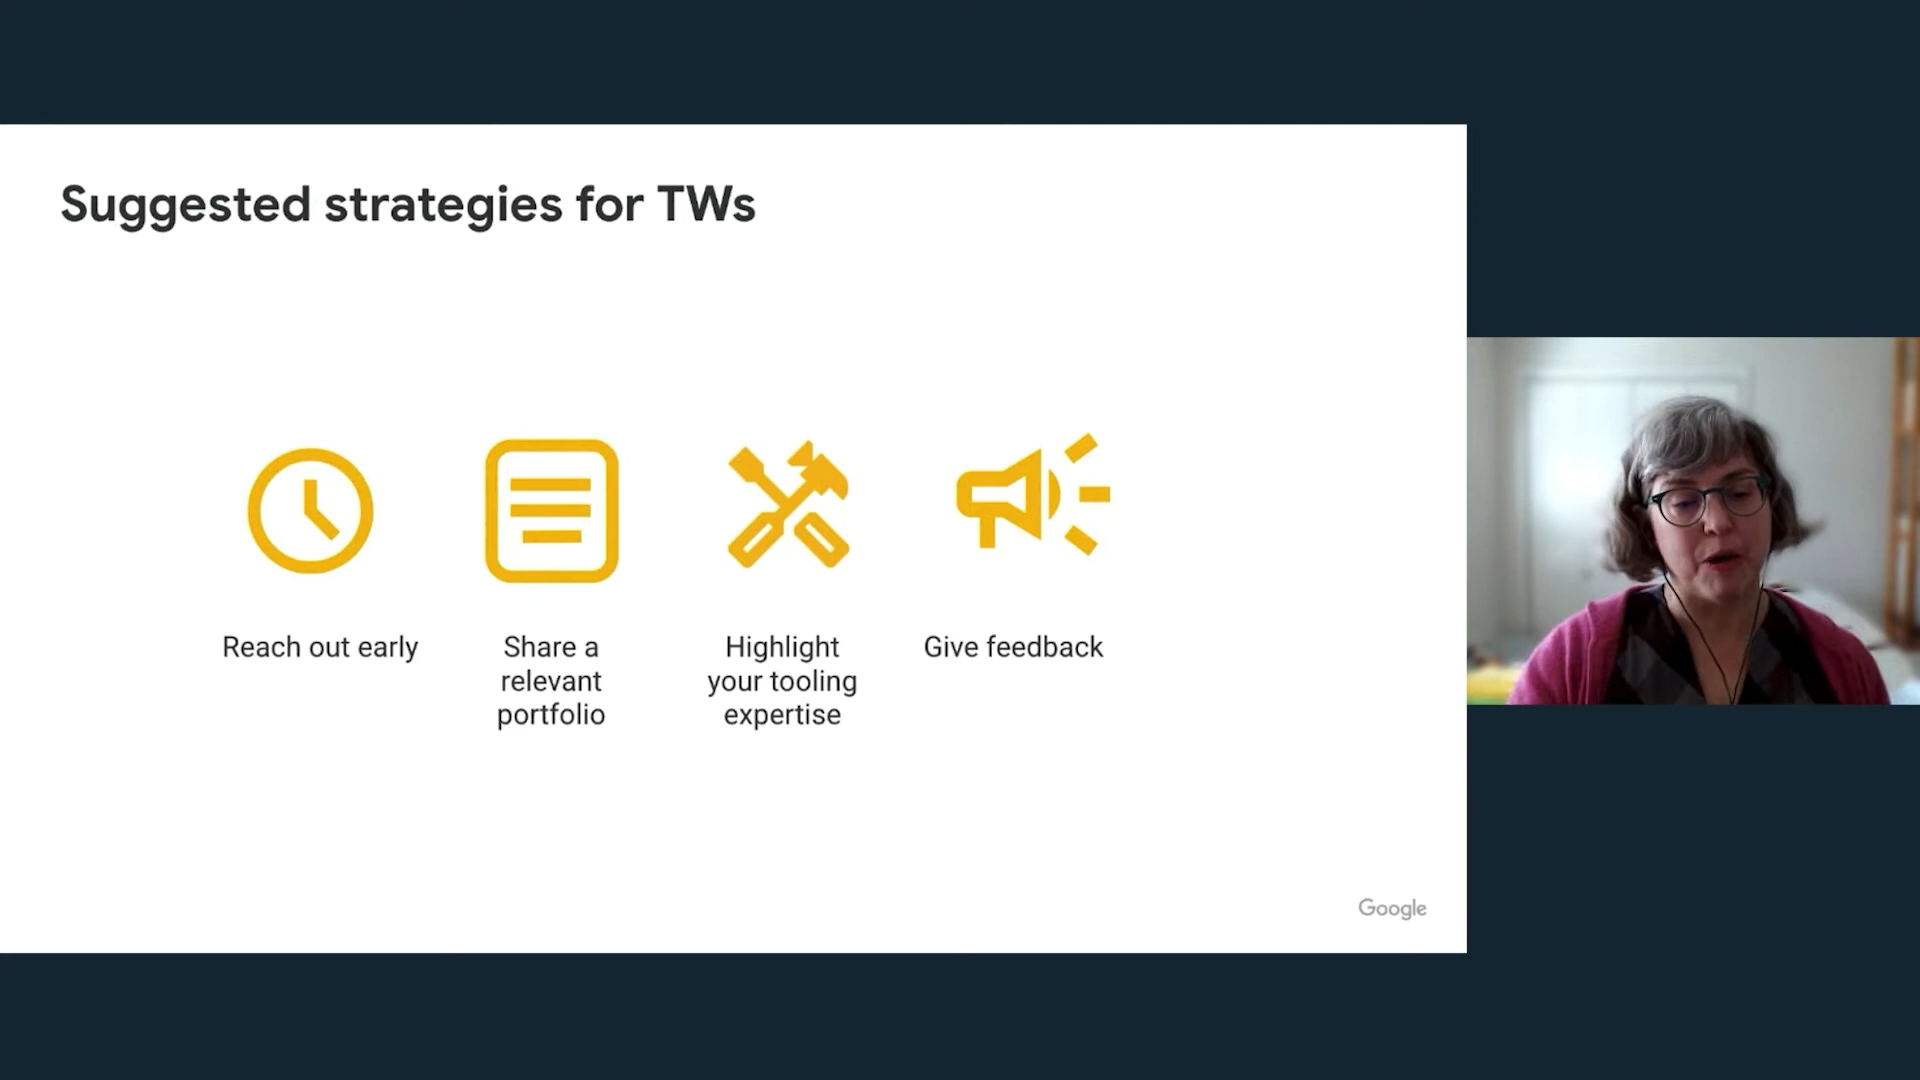 Suggested strategies for TWs
Reach out early
Share a
relevant
portfolio
Highlight
your tooling
expertise
Give feedback
Google